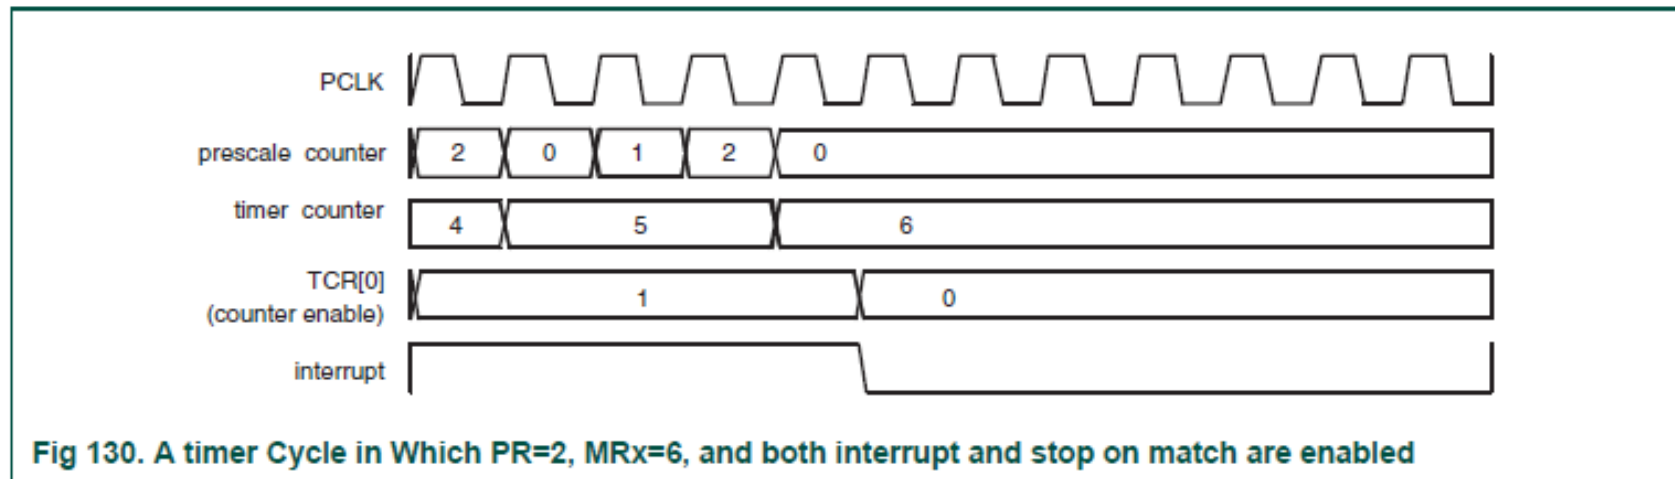 PCLK
prescale counter 2 0 1 2 0
timer counter 4 5 6
TCR[0]
(counter enable) 1 0
interrupt
Fig 130. A timer Cycle in Which PR=2, MRx=6, and both interrupt and stop on match are enabled